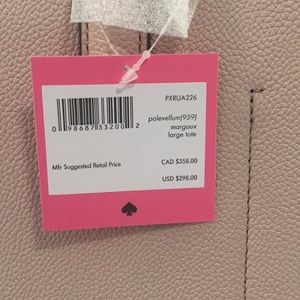 PXRUA226
0 98687 33200 2
palevellum(959)
margaux
large tote
Mfr Suggested Retail Price
CAD $358.00
USD $298.00